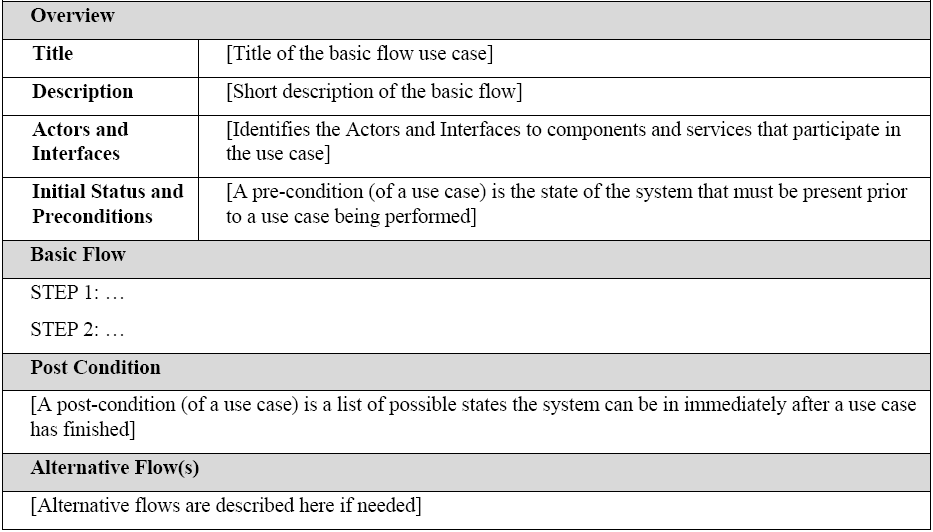 Overview
Title [Title of the basic flow use case]
Description [Short description of the basic flow]
Actors and [Identifies the Actors and Interfaces to components and services that participate in
Interfaces the use case]
Initial Status and [A pre-condition (of a use case) is the state of the system that must be present prior
Preconditions to a use case being performed]
Basic Flow
STEP 1: …
STEP 2: …
Post Condition
[A post-condition (of a use case) is a list of possible states the system can be in immediately after a use case
has finished]
Alternative Flow(s)
[Alternative flows are described here if needed]